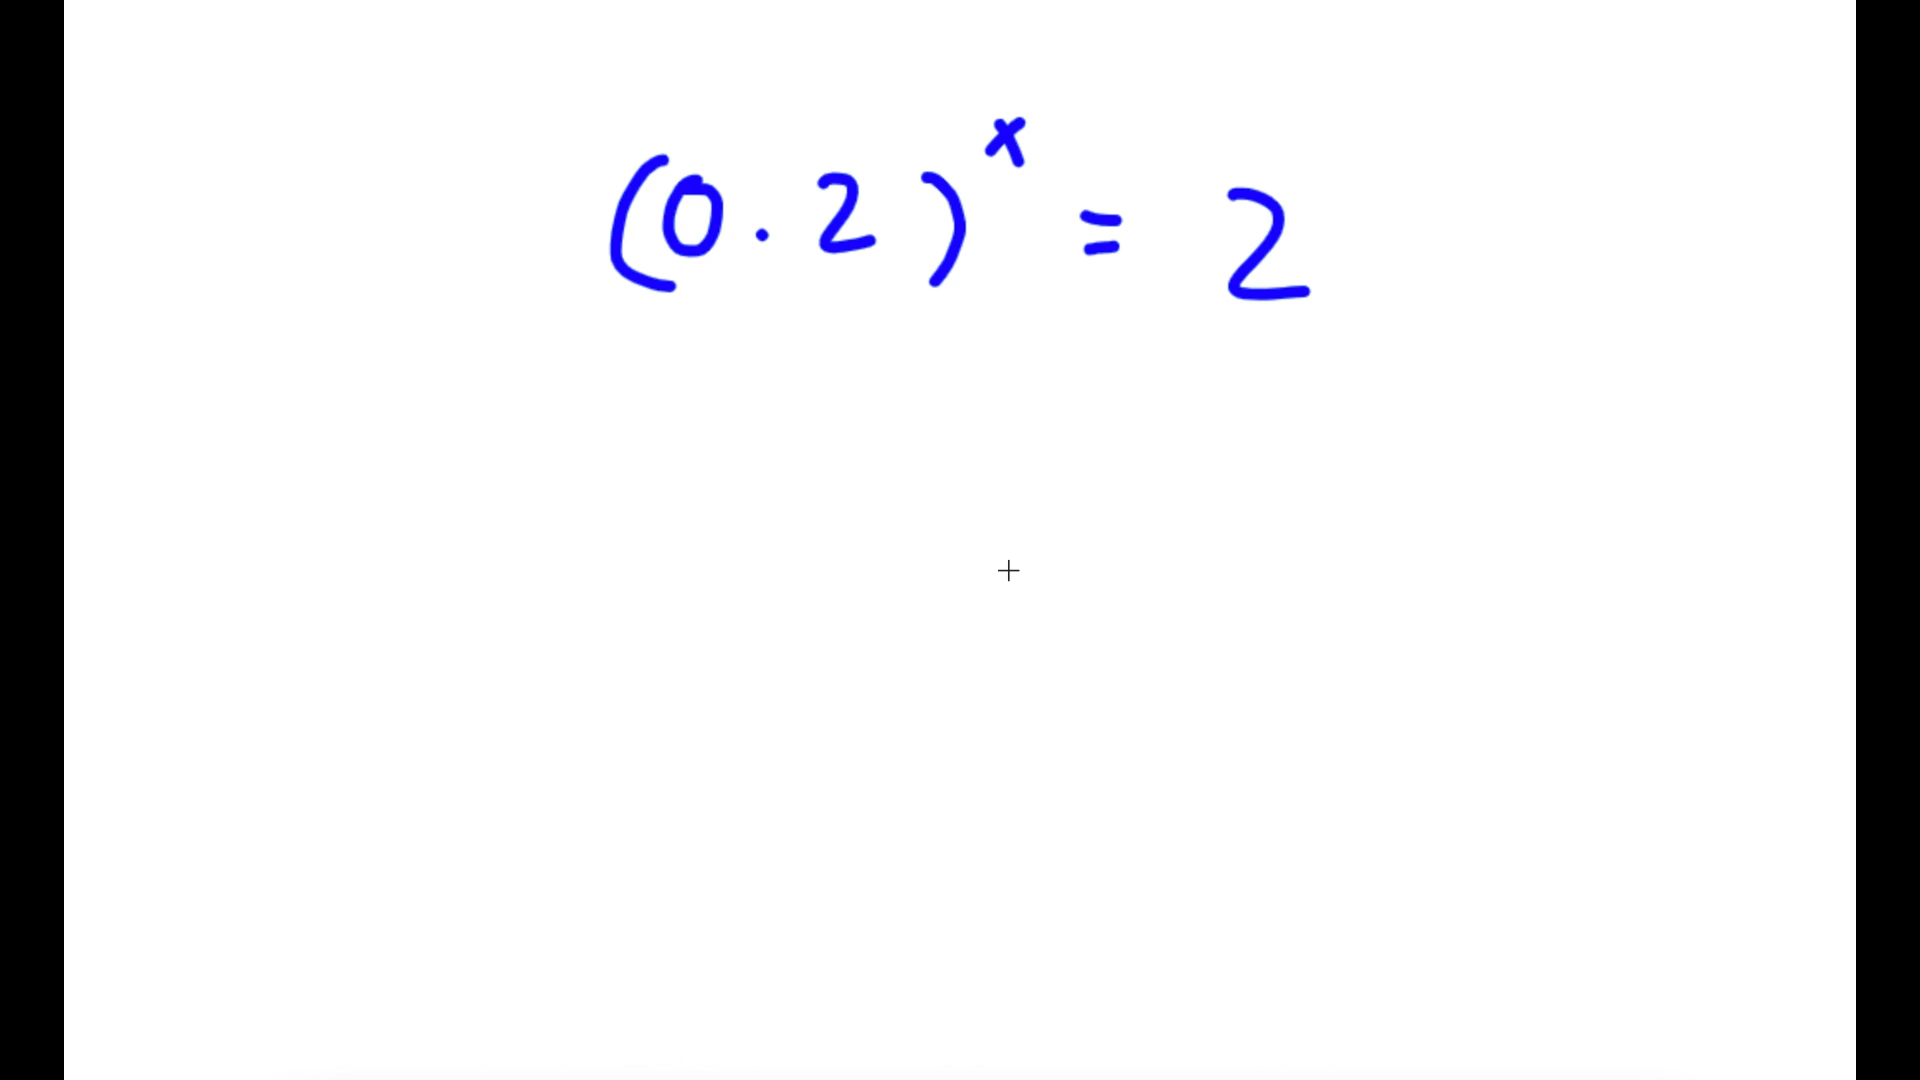 (0.2)ˣ = 2